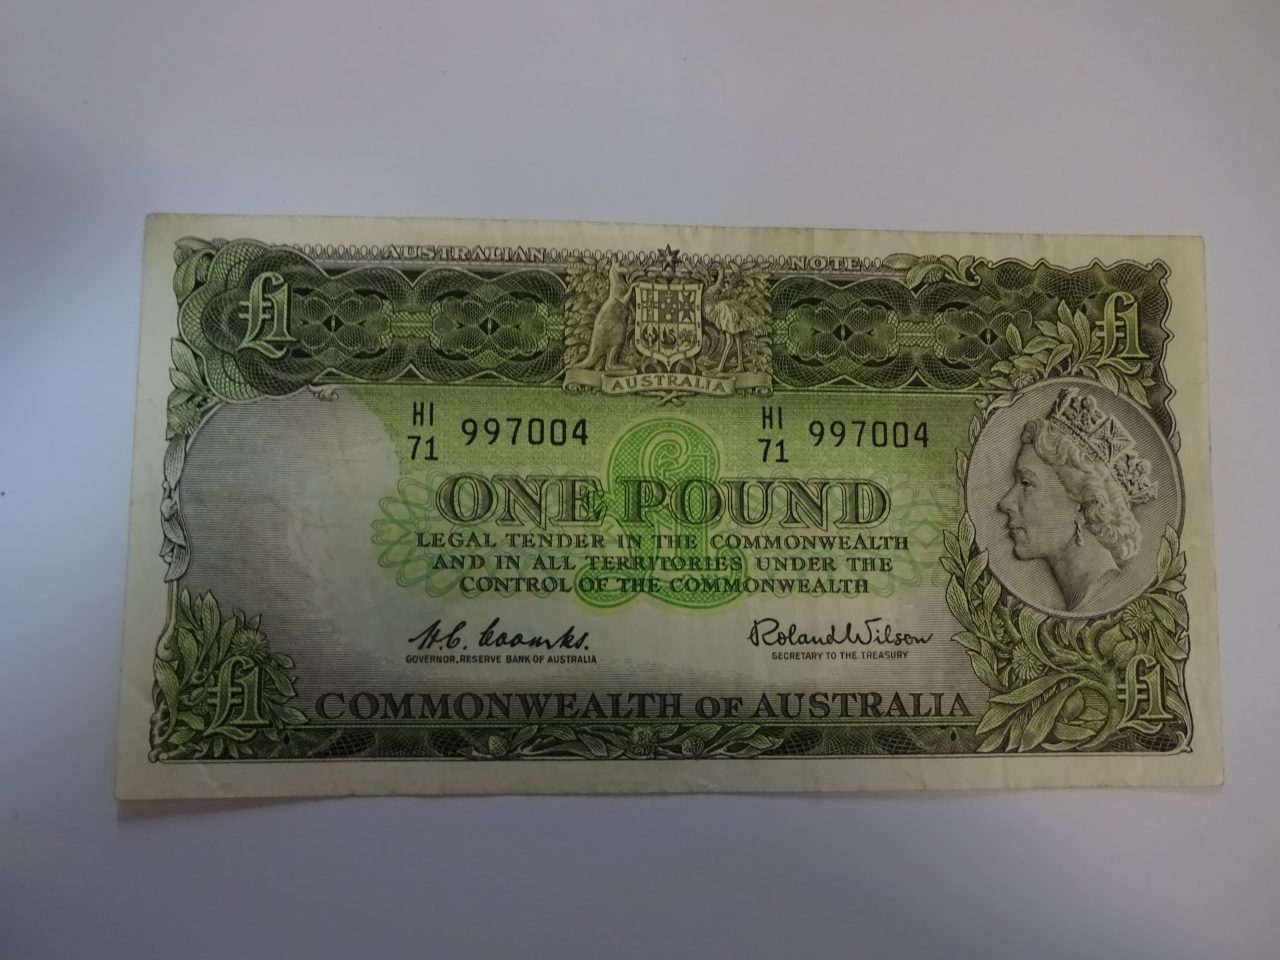 AUSTRALIAN NOTE
£1 £1
AUSTRALIA
HI
71 997004 HI
71 997004
ONE POUND
LEGAL TENDER IN THE COMMONWEALTH
AND IN ALL TERRITORIES UNDER THE
CONTROL OF THE COMMONWEALTH
H.C. Coombs. Roland Wilson
GOVERNOR, RESERVE BANK OF AUSTRALIA SECRETARY TO THE TREASURY
£1 COMMONWEALTH OF AUSTRALIA £1